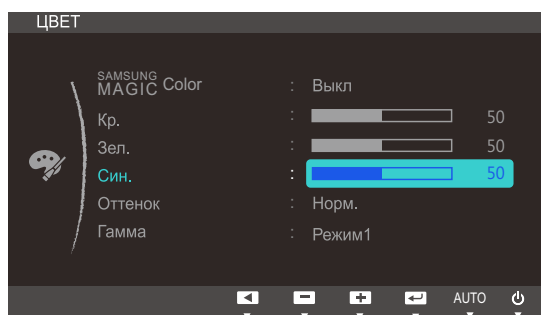 ЦВЕТ
SAMSUNG MAGIC Color : Выкл
Кр. : 50
Зел. : 50
Син. : 50
Оттенок : Норм.
Гамма : Режим1
AUTO